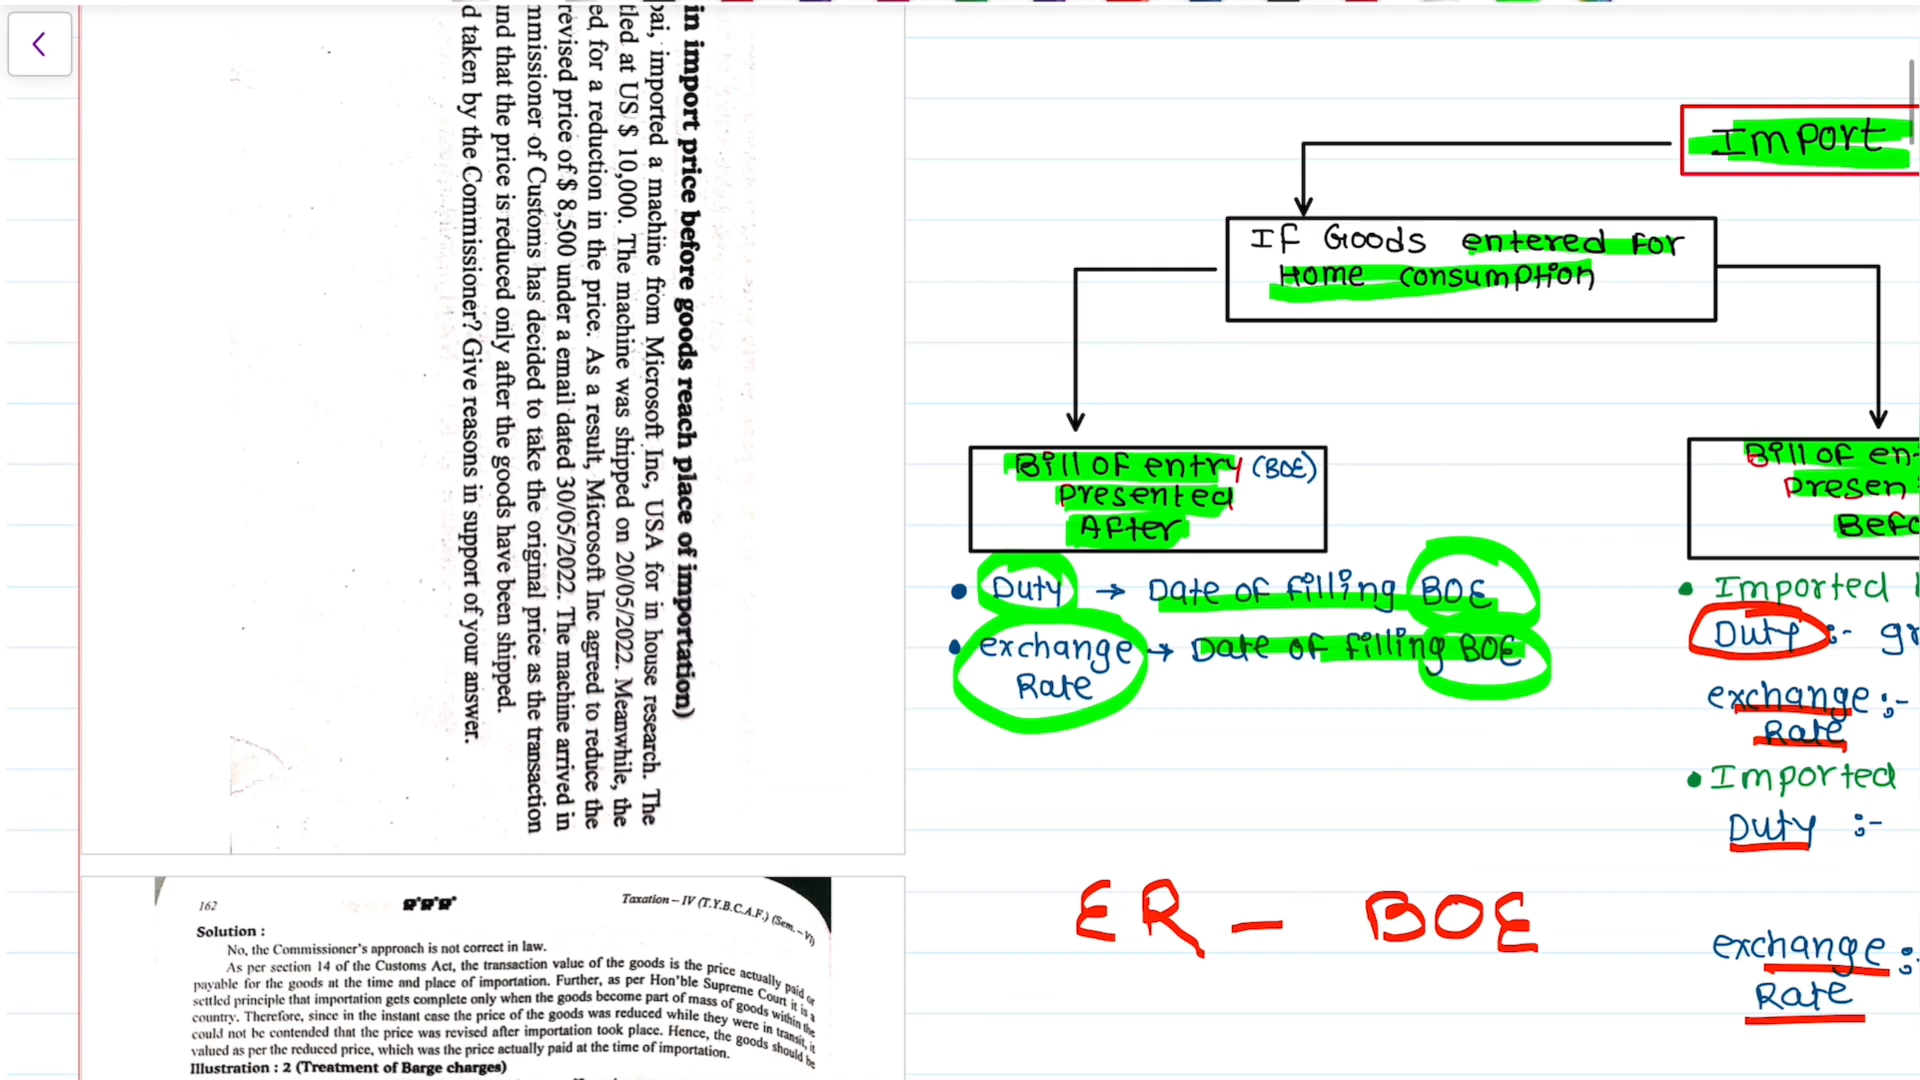 in import price before goods reach place of importation)
bai, imported a machine from Microsoft Inc, USA for in house research. The
tled at US $ 10,000. The machine was shipped on 20/05/2022. Meanwhile, the
ed for a reduction in the price. As a result, Microsoft Inc agreed to reduce the
revised price of $ 8,500 under a email dated 30/05/2022. The machine arrived in
mmissioner of Customs has decided to take the original price as the transaction
und that the price is reduced only after the goods have been shipped.
d taken by the Commissioner? Give reasons in support of your answer.
162
Taxation – IV (T.Y.B.C.A.F.) (Sem. – VI)
Solution :
No, the Commissioner's approach is not correct in law.
As per section 14 of the Customs Act, the transaction value of the goods is the price actually paid or
payable for the goods at the time and place of importation. Further, as per Hon'ble Supreme Court it is a
settled principle that importation gets complete only when the goods become part of mass of goods within the
country. Therefore, since in the instant case the price of the goods was reduced while they were in transit, it
could not be contended that the price was revised after importation took place. Hence, the goods should be
valued as per the reduced price, which was the price actually paid at the time of importation.
Illustration : 2 (Treatment of Barge charges)
Import
If Goods entered For
Home consumption
Bill of entry (BOE)
Presented
After
• Duty → Date of filling BOE
• exchange → Date of filling BOE
Rate
ER – BOE
Bill of en
Presen
Befo
• Imported
Duty :- gr
exchange :-
Rate
• Imported
Duty :-
exchange :-
Rate